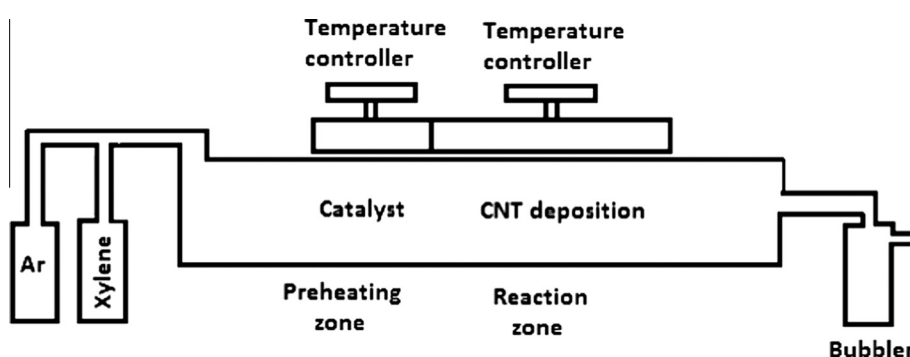 Temperature
controller
Temperature
controller
Catalyst
CNT deposition
Ar
Xylene
Preheating
zone
Reaction
zone
Bubbler